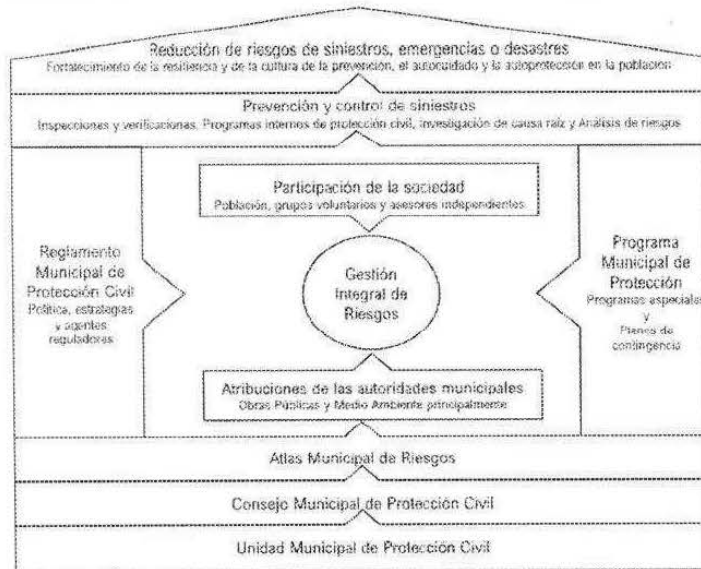 Reducción de riesgos de siniestros, emergencias o desastres
Fortalecimiento de la resiliencia y de la cultura de la prevención, el autocuidado y la autoprotección en la población
Prevención y control de siniestros
Inspecciones y verificaciones, Programas internos de protección civil, Investigación de causa raíz y Análisis de riesgos
Participación de la sociedad
Población, grupos voluntarios y asesores independientes
Reglamento
Municipal de
Protección Civil
Política, estrategias
y agentes
reguladores
Gestión
Integral de
Riesgos
Programa
Municipal de
Protección
Programas especiales
y
Planes de
contingencia
Atribuciones de las autoridades municipales
Obras Públicas y Medio Ambiente principalmente
Atlas Municipal de Riesgos
Consejo Municipal de Protección Civil
Unidad Municipal de Protección Civil